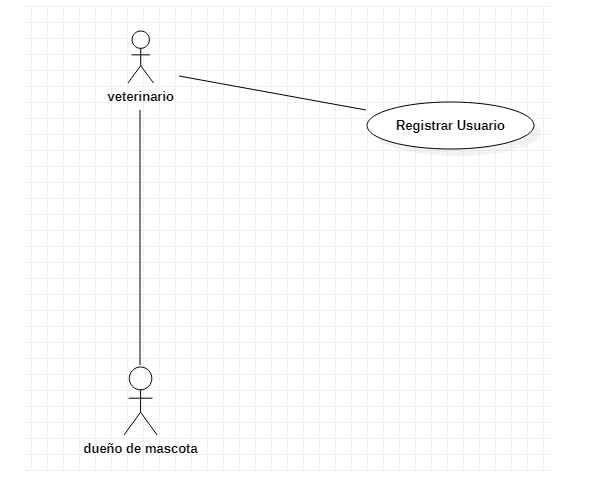 veterinario
Registrar Usuario
dueño de mascota